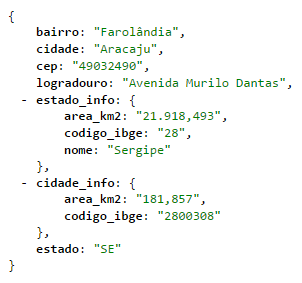 {
bairro: "Farolândia",
cidade: "Aracaju",
cep: "49032490",
logradouro: "Avenida Murilo Dantas",
- estado_info: {
area_km2: "21.918,493",
codigo_ibge: "28",
nome: "Sergipe"
},
- cidade_info: {
area_km2: "181,857",
codigo_ibge: "2800308"
},
estado: "SE"
}